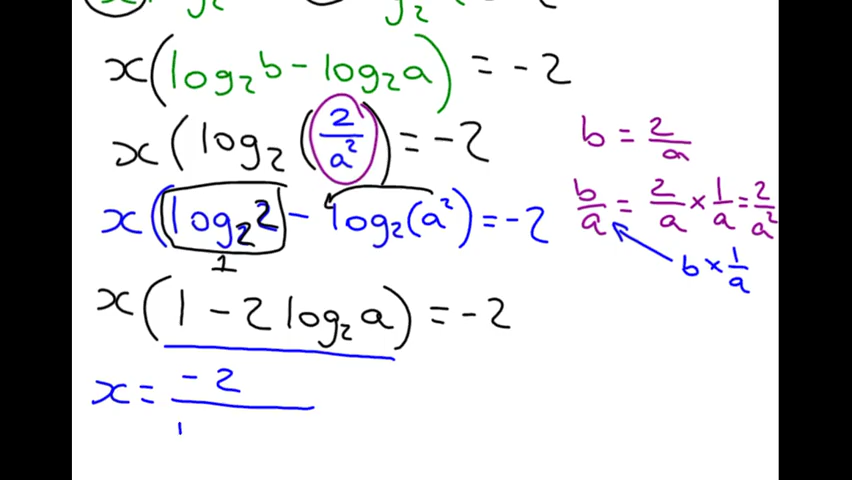 x(log₂b − log₂a) = −2
x(log₂(2/a²) = −2
x(log₂2 − log₂(a²) = −2
1
x(1 − 2log₂a) = −2
x = −2/1
b = 2/a
b/a = 2/a × 1/a = 2/a²
b × 1/a